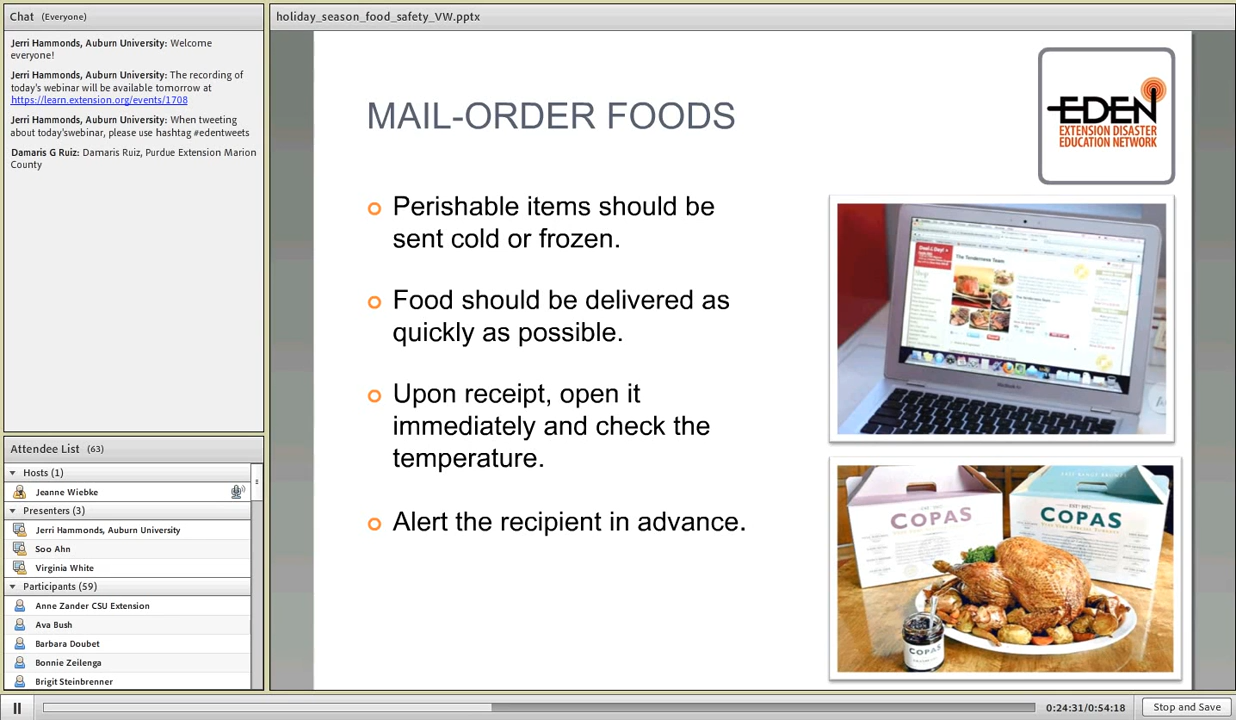 Chat (Everyone)
Jerri Hammonds, Auburn University: Welcome
everyone!
Jerri Hammonds, Auburn University: The recording of
today's webinar will be available tomorrow at
https://learn.extension.org/events/1708
Jerri Hammonds, Auburn University: When tweeting
about today'swebinar, please use hashtag #edentweets
Damaris G Ruiz: Damaris Ruiz, Purdue Extension Marion
County
Attendee List (63)
Hosts (1)
Jeanne Wiebke
Presenters (3)
Jerri Hammonds, Auburn University
Soo Ahn
Virginia White
Participants (59)
Anne Zander CSU Extension
Ava Bush
Barbara Doubet
Bonnie Zeilenga
Brigit Steinbrenner
holiday_season_food_safety_VW.pptx
MAIL-ORDER FOODS
EDEN
EXTENSION DISASTER
EDUCATION NETWORK
Perishable items should be
sent cold or frozen.
Food should be delivered as
quickly as possible.
Upon receipt, open it
immediately and check the
temperature.
Alert the recipient in advance.
The Tenderness Team
COPAS
COPAS
COPAS
0:24:31/0:54:18
Stop and Save